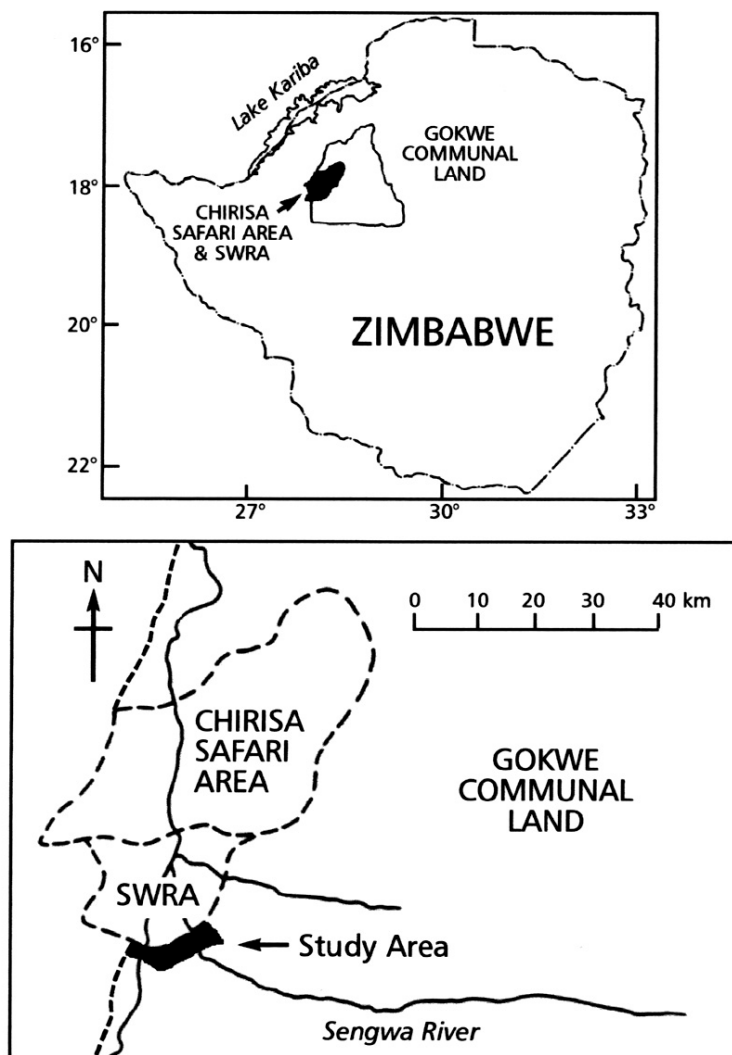 16°
18°
20°
22°
27°
30°
33°
Lake Kariba
GOKWE
COMMUNAL
LAND
CHIRISA
SAFARI AREA
& SWRA
ZIMBABWE
N
0 10 20 30 40 km
CHIRISA
SAFARI
AREA
GOKWE
COMMUNAL
LAND
SWRA
Study Area
Sengwa River